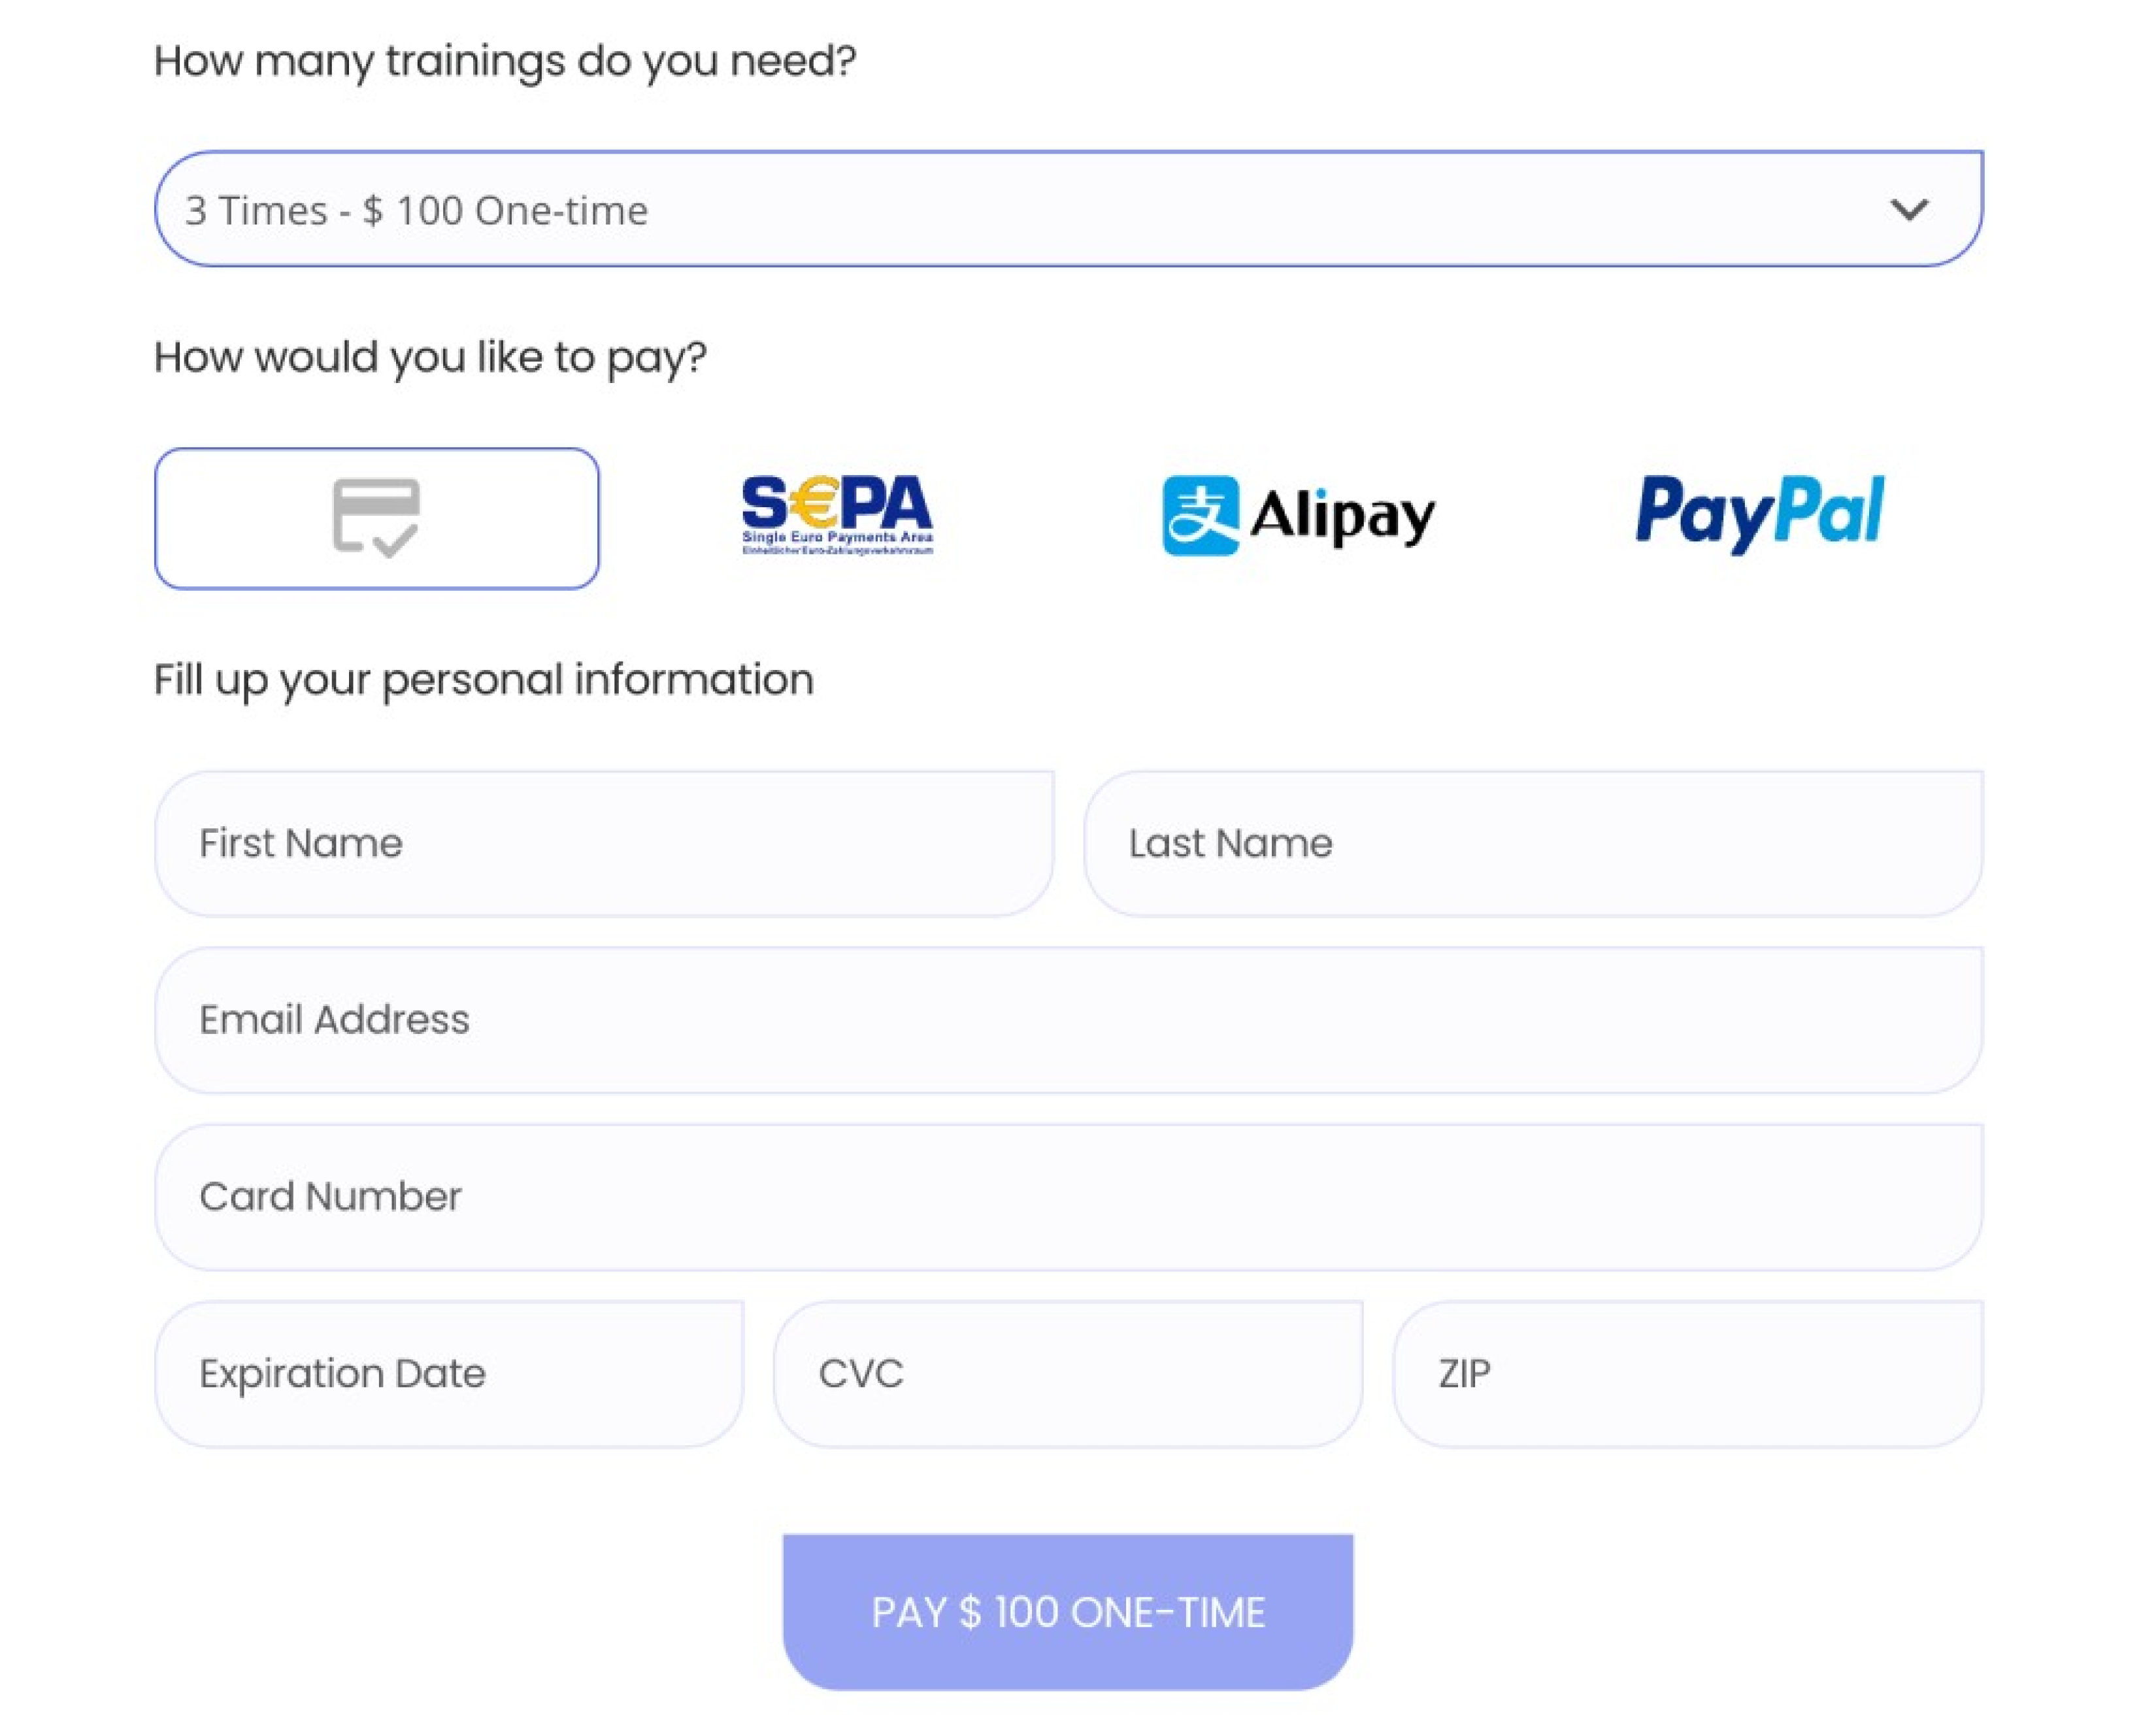 How many trainings do you need?
3 Times - $ 100 One-time
How would you like to pay?
S€PA
Single Euro Payments Area
Einheitlicher Euro-Zahlungsverkehrsraum
支 Alipay
PayPal
Fill up your personal information
First Name
Last Name
Email Address
Card Number
Expiration Date
CVC
ZIP
PAY $ 100 ONE-TIME